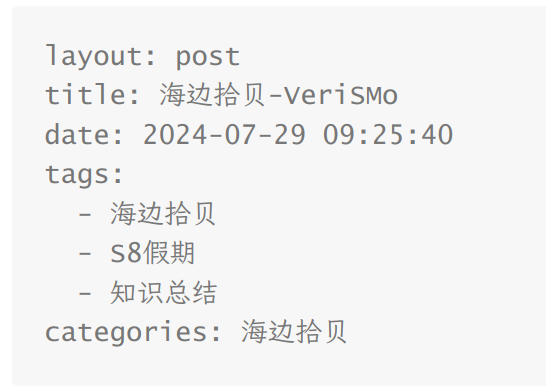 layout: post
title: 海边拾贝-VeriSMo
date: 2024-07-29 09:25:40
tags:
  - 海边拾贝
  - S8假期
  - 知识总结
categories: 海边拾贝